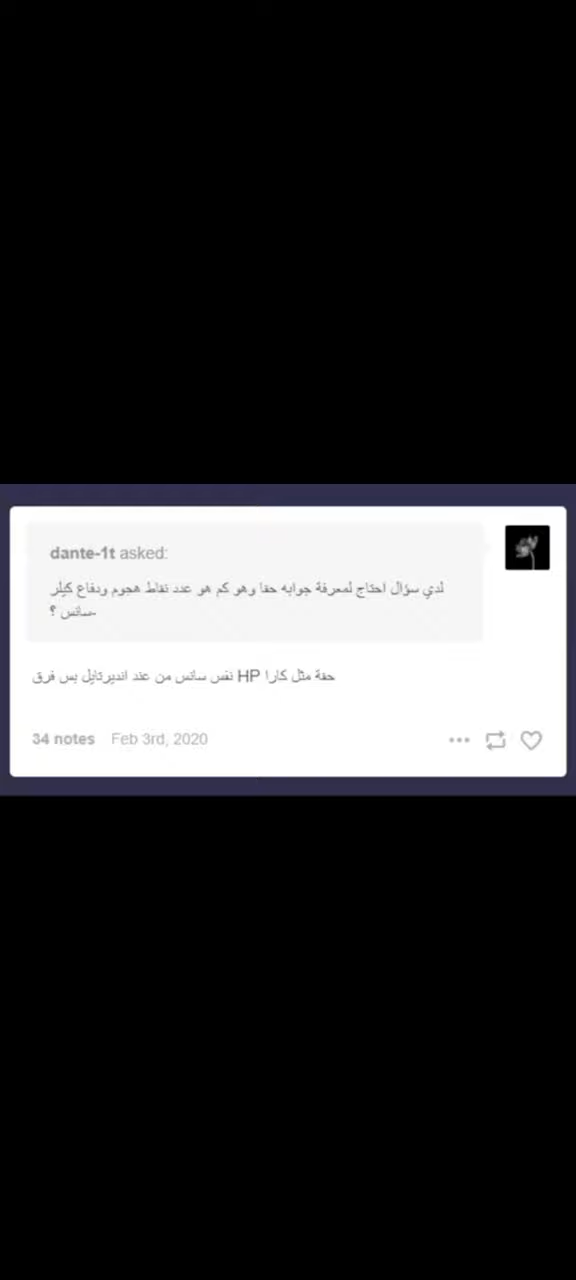 dante-1t asked:
لدي سؤال احتاج لمعرفة جوابه حقا وهو كم هو عدد نقاط هجوم ودفاع كيلر
-سانس ؟
نفس سانس من عند انديرتايل بس فرق HP حقة مثل كارا
34 notes Feb 3rd, 2020